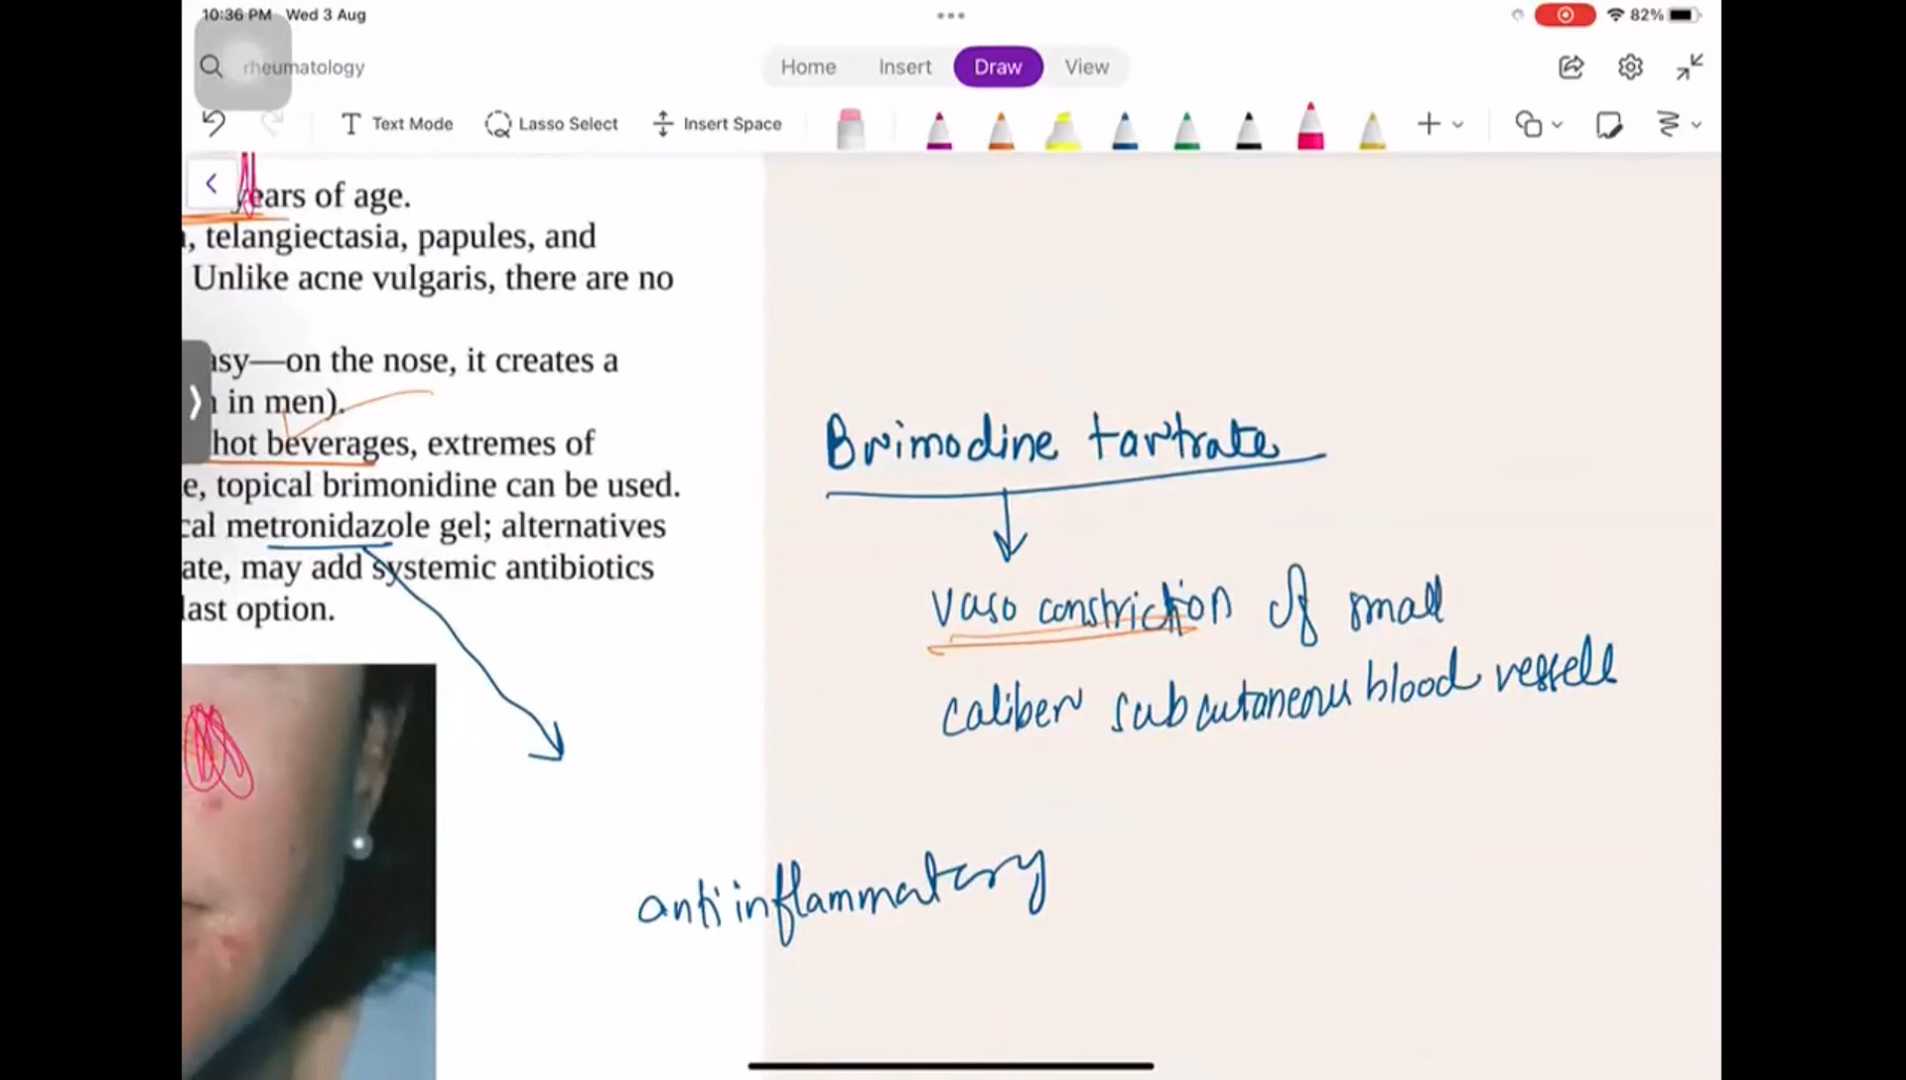 10:36 PM Wed 3 Aug
82%
rheumatology
Home Insert Draw View
Text Mode Lasso Select Insert Space
years of age.
, telangiectasia, papules, and
Unlike acne vulgaris, there are no
asy—on the nose, it creates a
in men).
hot beverages, extremes of
e, topical brimonidine can be used.
cal metronidazole gel; alternatives
ate, may add systemic antibiotics
last option.
Brimodine tartrate
vaso constriction of small
caliber subcutaneous blood vessels
anti inflammatory